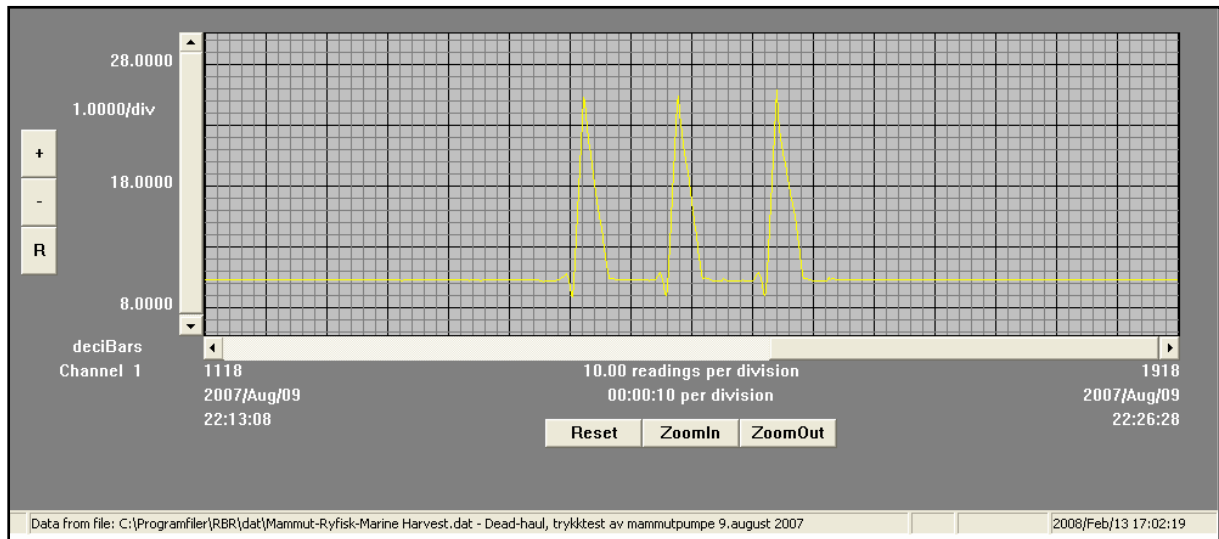 28.0000
1.0000/div
+
18.0000
-
R
8.0000
deciBars
Channel 1
1118
10.00 readings per division
1918
2007/Aug/09
00:00:10 per division
2007/Aug/09
22:13:08
22:26:28
Reset
ZoomIn
ZoomOut
Data from file: C:\Programfiler\RBR\dat\Mammut-Ryfisk-Marine Harvest.dat - Dead-haul, trykktest av mammutpumpe 9.august 2007
2008/Feb/13 17:02:19